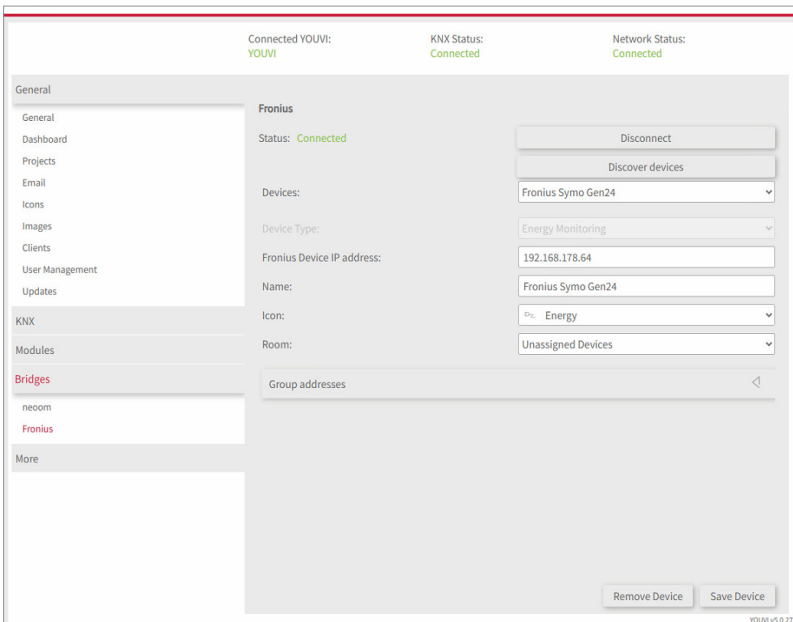 Connected YOUVI: KNX Status: Network Status:
YOUVI Connected Connected
General
General
Dashboard
Projects
Email
Icons
Images
Clients
User Management
Updates
KNX
Modules
Bridges
neoom
Fronius
More
Fronius
Status: Connected Disconnect
Discover devices
Devices: Fronius Symo Gen24
Device Type: Energy Monitoring
Fronius Device IP address: 192.168.178.64
Name: Fronius Symo Gen24
Icon: Energy
Room: Unassigned Devices
Group addresses
Remove Device Save Device
YOUVI v5.0.27